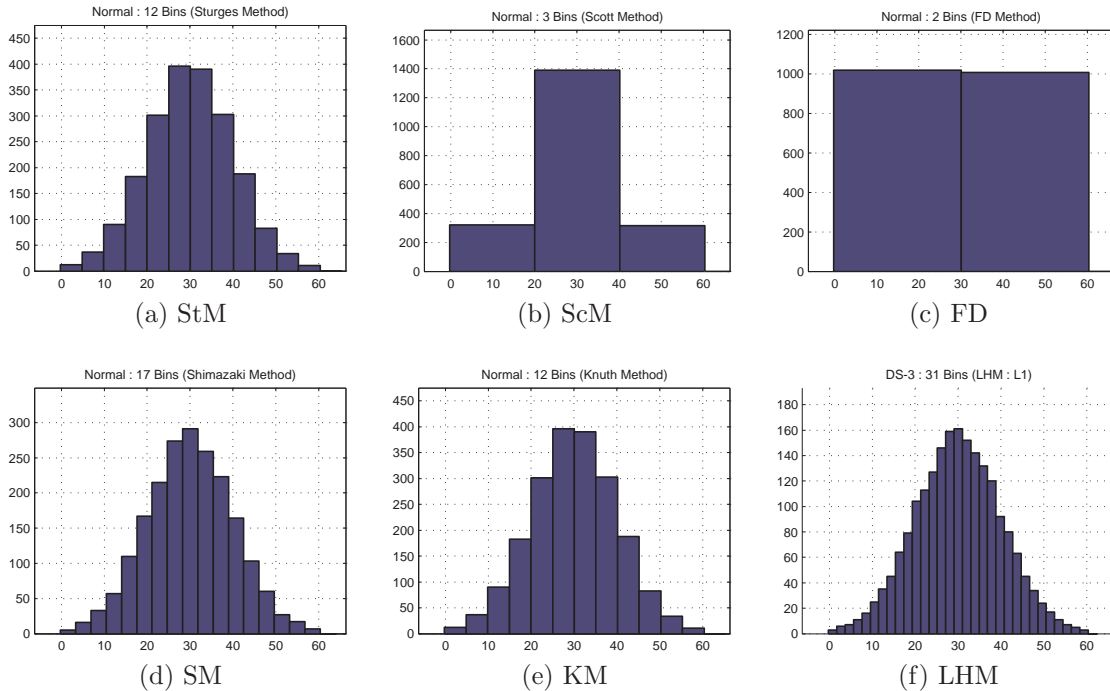 Normal : 12 Bins (Sturges Method)
450
400
350
300
250
200
150
100
50
0
0 10 20 30 40 50 60
(a) StM
Normal : 3 Bins (Scott Method)
1600
1400
1200
1000
800
600
400
200
0
0 10 20 30 40 50 60
(b) ScM
Normal : 2 Bins (FD Method)
1200
1000
800
600
400
200
0
0 10 20 30 40 50 60
(c) FD
Normal : 17 Bins (Shimazaki Method)
300
250
200
150
100
50
0
0 10 20 30 40 50 60
(d) SM
Normal : 12 Bins (Knuth Method)
450
400
350
300
250
200
150
100
50
0
0 10 20 30 40 50 60
(e) KM
DS-3 : 31 Bins (LHM : L1)
180
160
140
120
100
80
60
40
20
0
0 10 20 30 40 50 60
(f) LHM